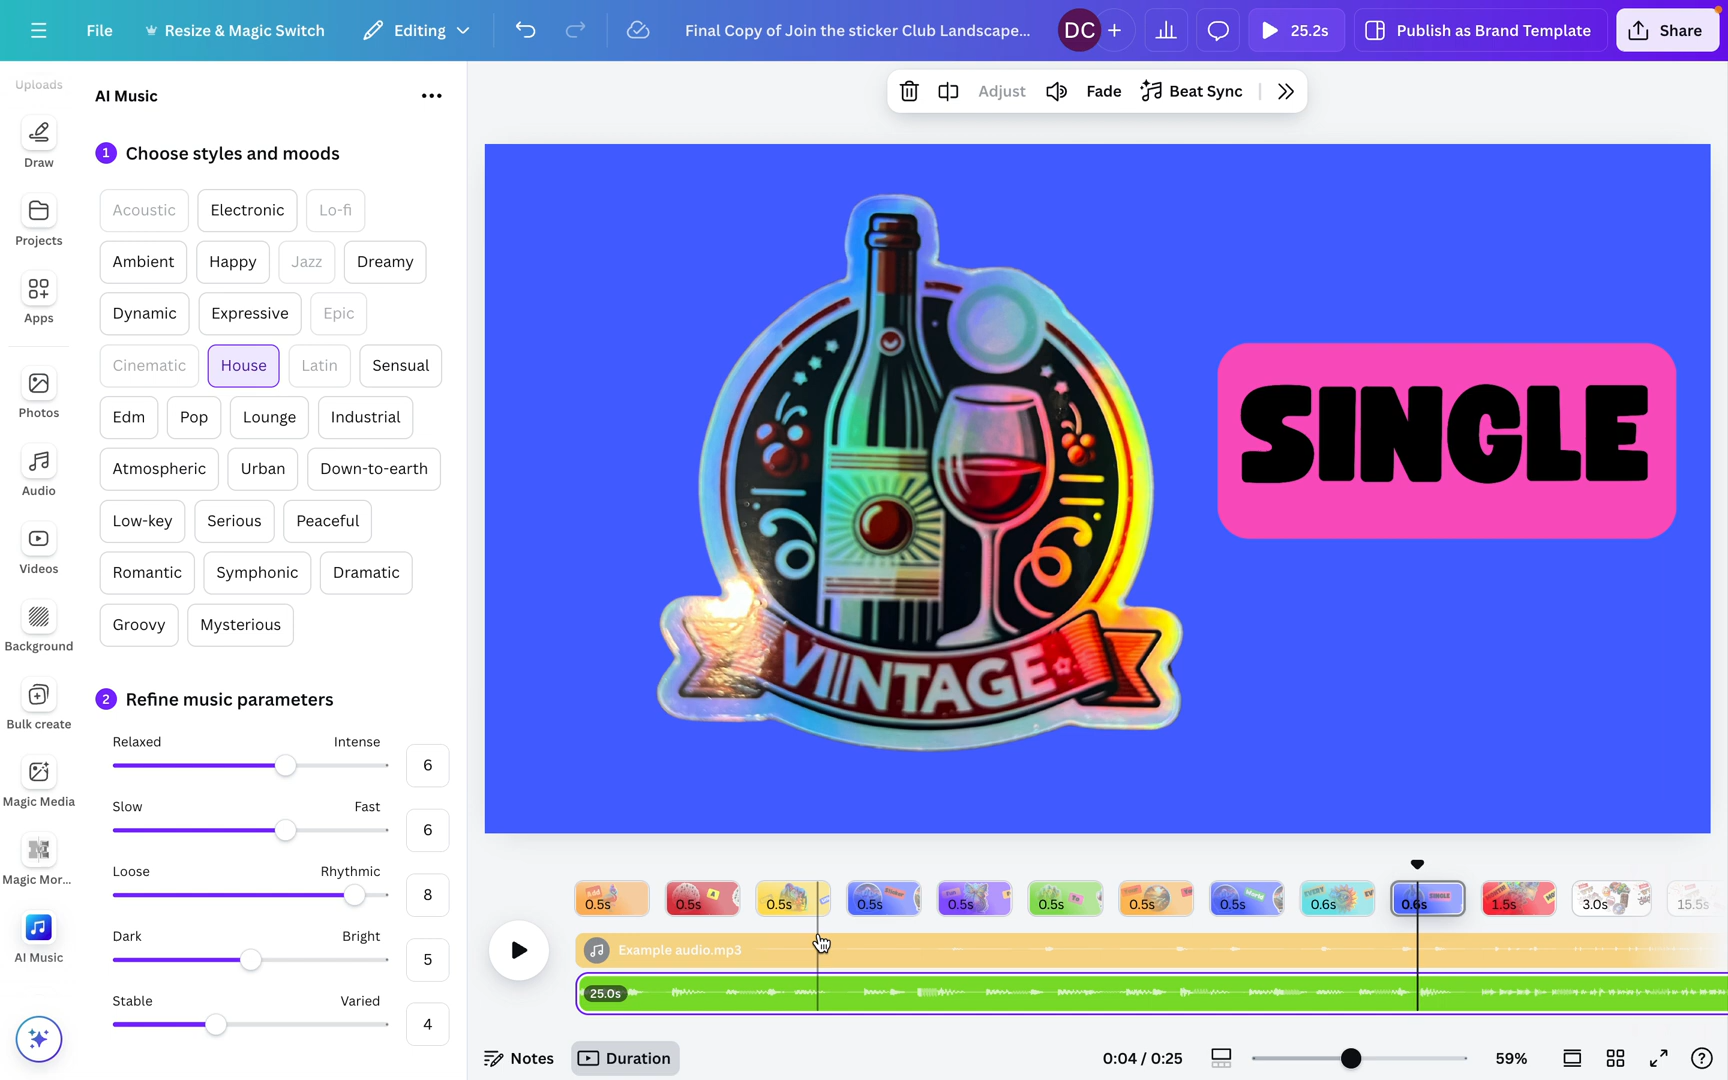 File
Resize & Magic Switch
Editing
Final Copy of Join the sticker Club Landscape...
DC
25.2s
Publish as Brand Template
Share
Uploads
Draw
Projects
Apps
Photos
Audio
Videos
Background
Bulk create
Magic Media
Magic Mor...
AI Music
AI Music
1 Choose styles and moods
Acoustic Electronic Lo-fi
Ambient Happy Jazz Dreamy
Dynamic Expressive Epic
Cinematic House Latin Sensual
Edm Pop Lounge Industrial
Atmospheric Urban Down-to-earth
Low-key Serious Peaceful
Romantic Symphonic Dramatic
Groovy Mysterious
2 Refine music parameters
Relaxed Intense
6
Slow Fast
6
Loose Rhythmic
8
Dark Bright
5
Stable Varied
4
Adjust Fade Beat Sync
VIINTAGE
SINGLE
0.5s 0.5s 0.5s 0.5s 0.5s 0.5s 0.5s 0.5s 0.6s 0.6s 1.5s 3.0s 15.5s
Example audio.mp3
25.0s
Notes Duration
0:04 / 0:25
59%